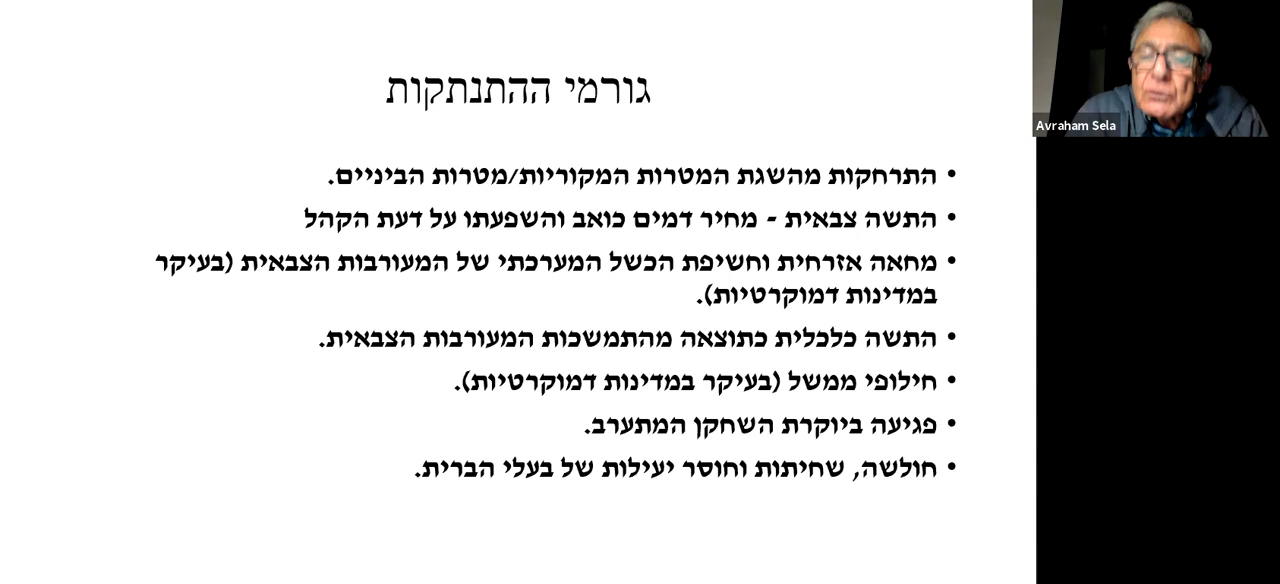 גורמי ההתנתקות
Avraham Sela
• התרחקות מהשגת המטרות המקוריות/מטרות הביניים.
• התשה צבאית - מחיר דמים כואב והשפעתו על דעת הקהל
• מחאה אזרחית וחשיפת הכשל המערכתי של המעורבות הצבאית (בעיקר
במדינות דמוקרטיות).
• התשה כלכלית כתוצאה מהתמשכות המעורבות הצבאית.
• חילופי ממשל (בעיקר במדינות דמוקרטיות).
• פגיעה ביוקרת השחקן המתערב.
• חולשה, שחיתות וחוסר יעילות של בעלי הברית.